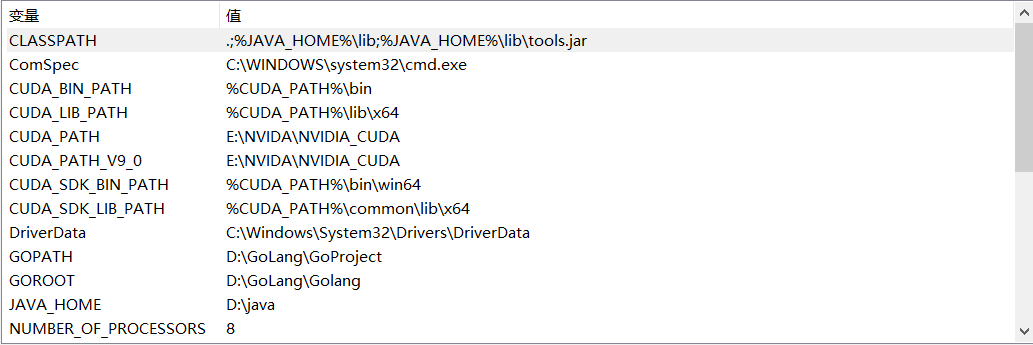 变量 值
CLASSPATH .;%JAVA_HOME%\lib;%JAVA_HOME%\lib\tools.jar
ComSpec C:\WINDOWS\system32\cmd.exe
CUDA_BIN_PATH %CUDA_PATH%\bin
CUDA_LIB_PATH %CUDA_PATH%\lib\x64
CUDA_PATH E:\NVIDA\NVIDIA_CUDA
CUDA_PATH_V9_0 E:\NVIDA\NVIDIA_CUDA
CUDA_SDK_BIN_PATH %CUDA_PATH%\bin\win64
CUDA_SDK_LIB_PATH %CUDA_PATH%\common\lib\x64
DriverData C:\Windows\System32\Drivers\DriverData
GOPATH D:\GoLang\GoProject
GOROOT D:\GoLang\Golang
JAVA_HOME D:\java
NUMBER_OF_PROCESSORS 8